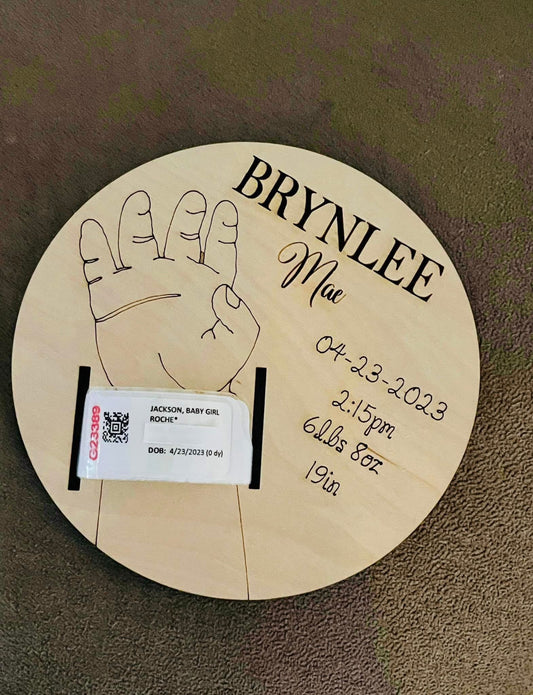 BRYNLEE
Mae
04-23-2023
2:15pm
6lbs 8oz
19in
G23389
JACKSON, BABY GIRL
ROCHE*
DOB: 4/23/2023 (0 dy)